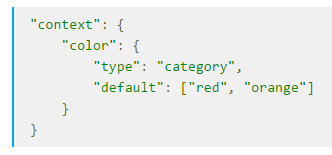 "context": {
    "color": {
        "type": "category",
        "default": ["red", "orange"]
    }
}